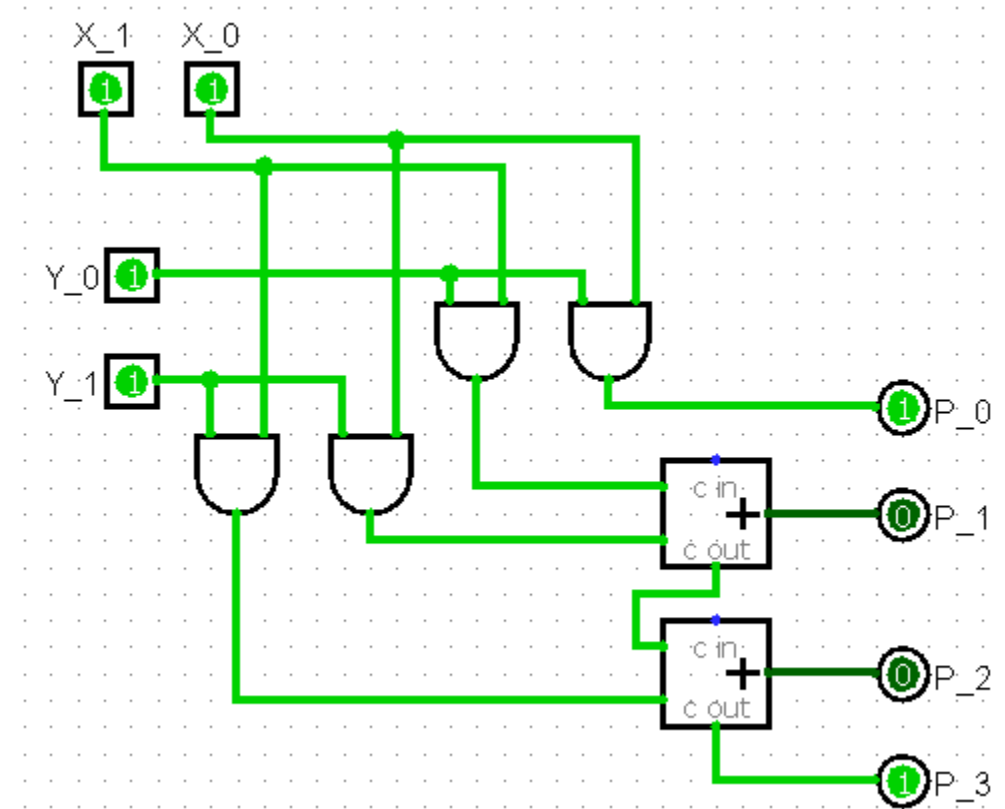 X_1 X_0
1 1
Y_0 1
Y_1 1
1 P_0
c in
+ 0 P_1
c out
c in
+ 0 P_2
c out
1 P_3